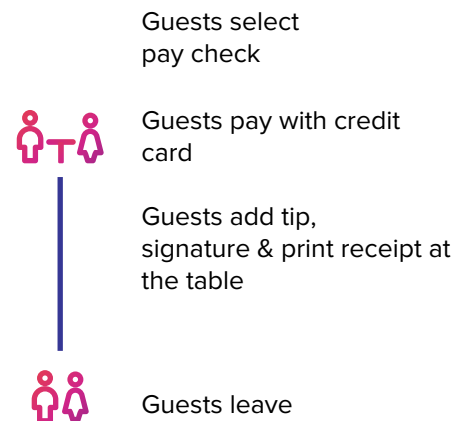 Guests select
pay check
Guests pay with credit
card
Guests add tip,
signature & print receipt at
the table
Guests leave